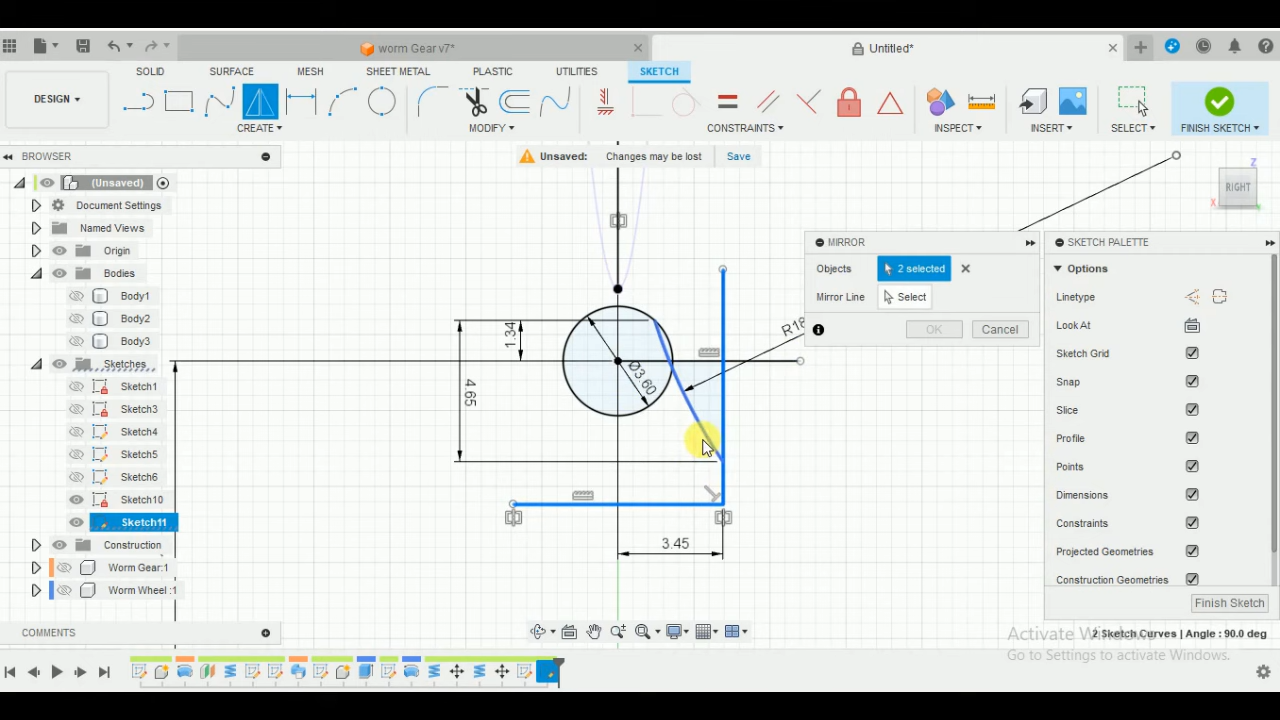 worm Gear v7*
Untitled*
DESIGN
SOLID
SURFACE
MESH
SHEET METAL
PLASTIC
UTILITIES
SKETCH
CREATE
MODIFY
CONSTRAINTS
INSPECT
INSERT
SELECT
FINISH SKETCH
BROWSER
Unsaved: Changes may be lost Save
(Unsaved)
Document Settings
Named Views
Origin
Bodies
Body1
Body2
Body3
Sketches
Sketch1
Sketch3
Sketch4
Sketch5
Sketch6
Sketch10
Sketch11
Construction
Worm Gear:1
Worm Wheel :1
COMMENTS
Z
RIGHT
X
Y
1.34
4.65
Ø3.60
R18
3.45
MIRROR
Objects 2 selected
Mirror Line Select
OK Cancel
SKETCH PALETTE
Options
Linetype
Look At
Sketch Grid
Snap
Slice
Profile
Points
Dimensions
Constraints
Projected Geometries
Construction Geometries
Finish Sketch
2 Sketch Curves | Angle : 90.0 deg
Activate Windows
Go to Settings to activate Windows.